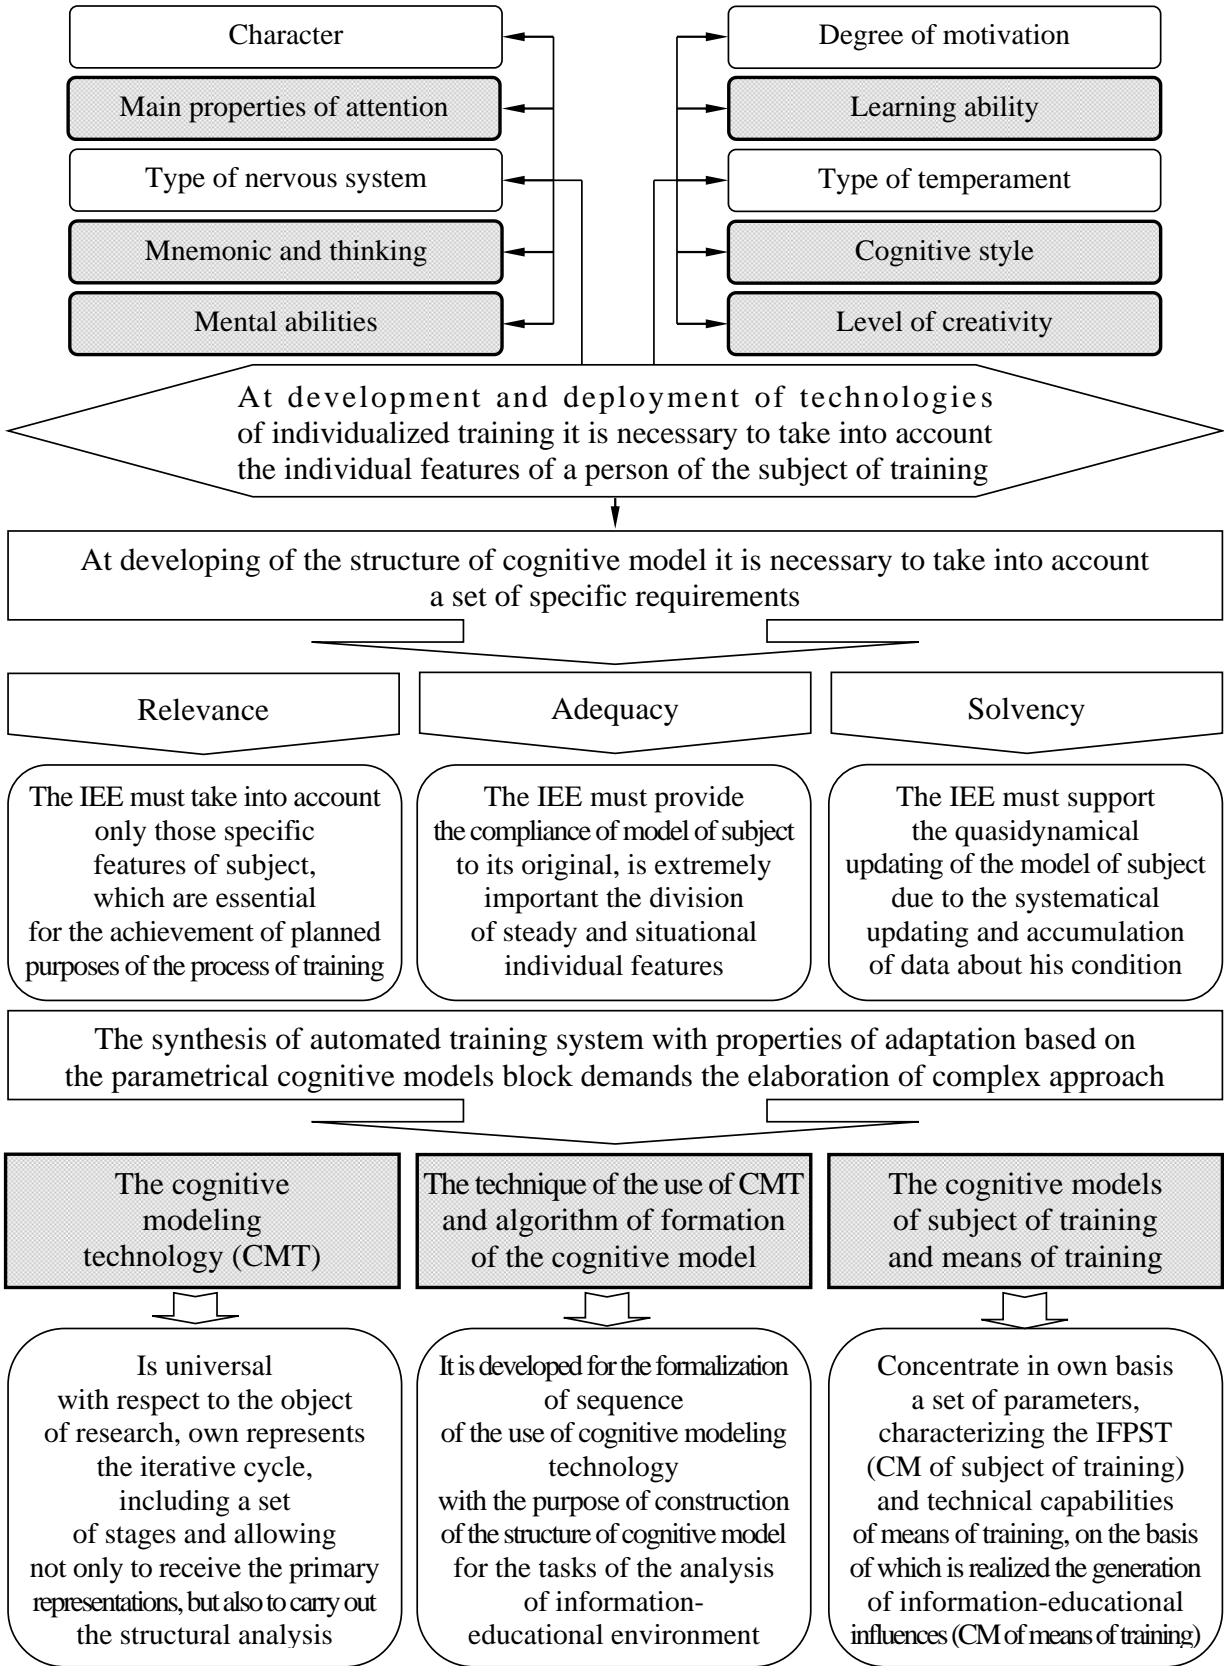 Character
Main properties of attention
Type of nervous system
Mnemonic and thinking
Mental abilities
Degree of motivation
Learning ability
Type of temperament
Cognitive style
Level of creativity
At development and deployment of technologies
of individualized training it is necessary to take into account
the individual features of a person of the subject of training
At developing of the structure of cognitive model it is necessary to take into account
a set of specific requirements
Relevance
Adequacy
Solvency
The IEE must take into account
only those specific
features of subject,
which are essential
for the achievement of planned
purposes of the process of training
The IEE must provide
the compliance of model of subject
to its original, is extremely
important the division
of steady and situational
individual features
The IEE must support
the quasidynamical
updating of the model of subject
due to the systematical
updating and accumulation
of data about his condition
The synthesis of automated training system with properties of adaptation based on
the parametrical cognitive models block demands the elaboration of complex approach
The cognitive
modeling
technology (CMT)
The technique of the use of CMT
and algorithm of formation
of the cognitive model
The cognitive models
of subject of training
and means of training
Is universal
with respect to the object
of research, own represents
the iterative cycle,
including a set
of stages and allowing
not only to receive the primary
representations, but also to carry out
the structural analysis
It is developed for the formalization
of sequence
of the use of cognitive modeling
technology
with the purpose of construction
of the structure of cognitive model
for the tasks of the analysis
of information-
educational environment
Concentrate in own basis
a set of parameters,
characterizing the IFPST
(CM of subject of training)
and technical capabilities
of means of training, on the basis
of which is realized the generation
of information-educational
influences (CM of means of training)